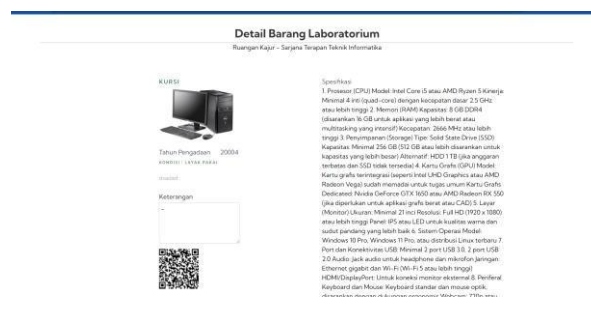 Detail Barang Laboratorium
Ruangan Kajur - Sarjana Terapan Teknik Informatika
KURSI
Tahun Pengadaan 20004
KONDISI : LAYAK PAKAI
Keterangan
--
Spesifikasi
1. Prosesor (CPU) Model: Intel Core i5 atau AMD Ryzen 5 Kinerja:
Minimal 4 inti (quad-core) dengan kecepatan dasar 2.5 GHz
atau lebih tinggi 2. Memori (RAM) Kapasitas: 8 GB DDR4
(disarankan 16 GB untuk aplikasi yang lebih berat atau
multitasking yang intensif) Kecepatan: 2666 MHz atau lebih
tinggi 3. Penyimpanan (Storage) Tipe: Solid State Drive (SSD)
Kapasitas: Minimal 256 GB (512 GB atau lebih disarankan untuk
kapasitas yang lebih besar) Alternatif: HDD 1 TB (jika anggaran
terbatas dan SSD tidak tersedia) 4. Kartu Grafis (GPU) Model:
Kartu grafis terintegrasi (seperti Intel UHD Graphics atau AMD
Radeon Vega) sudah memadai untuk tugas umum Kartu Grafis
Dedicated: Nvidia GeForce GTX 1650 atau AMD Radeon RX 550
(jika diperlukan untuk aplikasi grafis berat atau CAD) 5. Layar
(Monitor) Ukuran: Minimal 21 inci Resolusi: Full HD (1920 x 1080)
atau lebih tinggi Panel: IPS atau LED untuk kualitas warna dan
sudut pandang yang lebih baik 6. Sistem Operasi Model:
Windows 10 Pro, Windows 11 Pro, atau distribusi Linux terbaru 7.
Port dan Konektivitas USB: Minimal 2 port USB 3.0, 2 port USB
2.0 Audio: Jack audio untuk headphone dan mikrofon Jaringan:
Ethernet gigabit dan Wi-Fi (Wi-Fi 5 atau lebih tinggi)
HDMI/DisplayPort: Untuk koneksi monitor eksternal 8. Periferal
Keyboard dan Mouse: Keyboard standar dan mouse optik,
disarankan dengan dukungan ergonomis Webcam: 720p atau